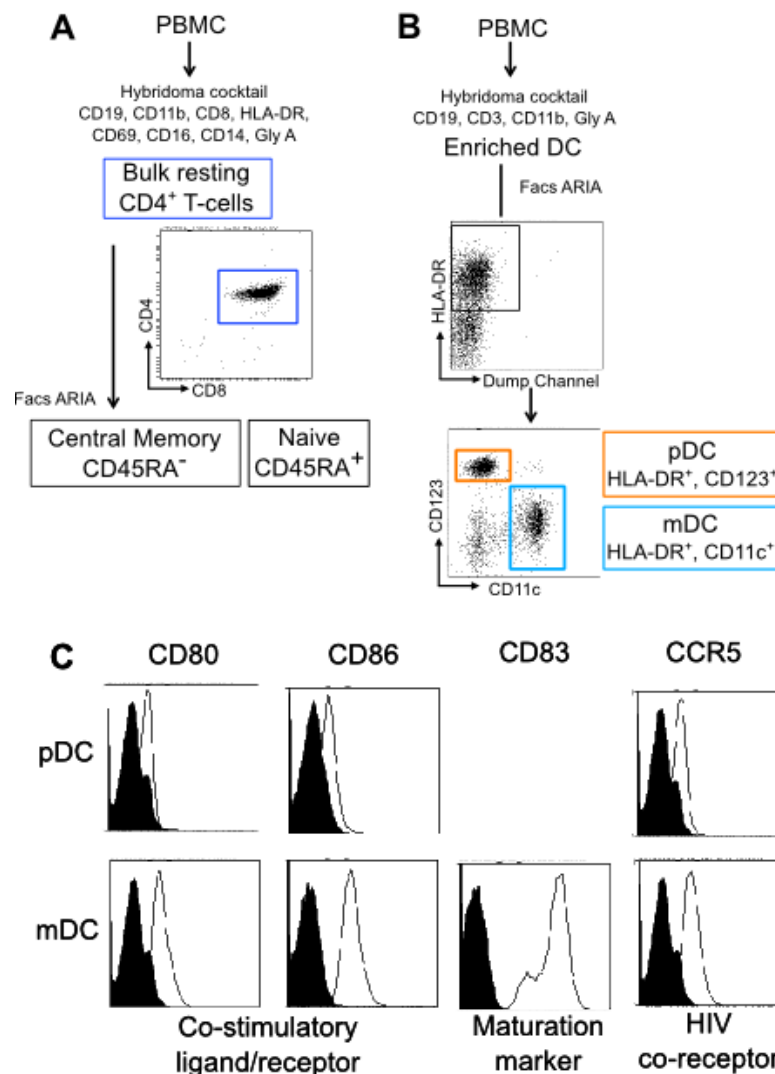 A
PBMC
Hybridoma cocktail
CD19, CD11b, CD8, HLA-DR,
CD69, CD16, CD14, Gly A
Bulk resting
CD4⁺ T-cells
CD4
CD8
Facs ARIA
Central Memory
CD45RA⁻
Naive
CD45RA⁺
B
PBMC
Hybridoma cocktail
CD19, CD3, CD11b, Gly A
Enriched DC
Facs ARIA
HLA-DR
Dump Channel
CD123
CD11c
pDC
HLA-DR⁺, CD123⁺
mDC
HLA-DR⁺, CD11c⁺
C
CD80
CD86
CD83
CCR5
pDC
mDC
Co-stimulatory
ligand/receptor
Maturation
marker
HIV
co-receptor